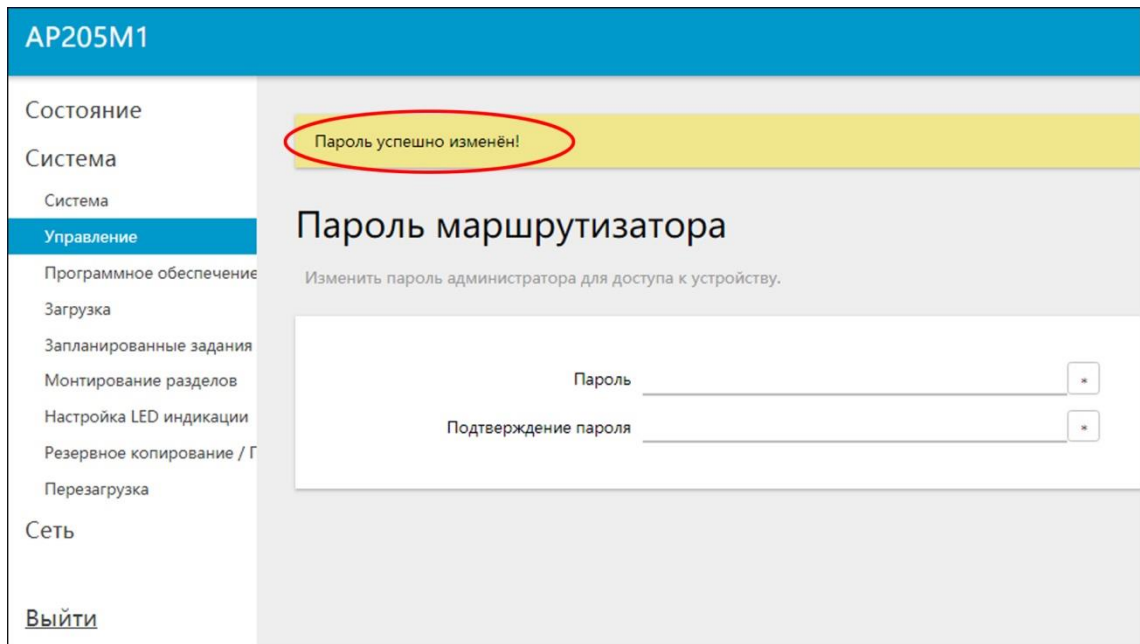 AP205M1
Состояние
Система
Система
Управление
Программное обеспечение
Загрузка
Запланированные задания
Монтирование разделов
Настройка LED индикации
Резервное копирование / П
Перезагрузка
Сеть
Выйти
Пароль успешно изменён!
Пароль маршрутизатора
Изменить пароль администратора для доступа к устройству.
Пароль *
Подтверждение пароля *